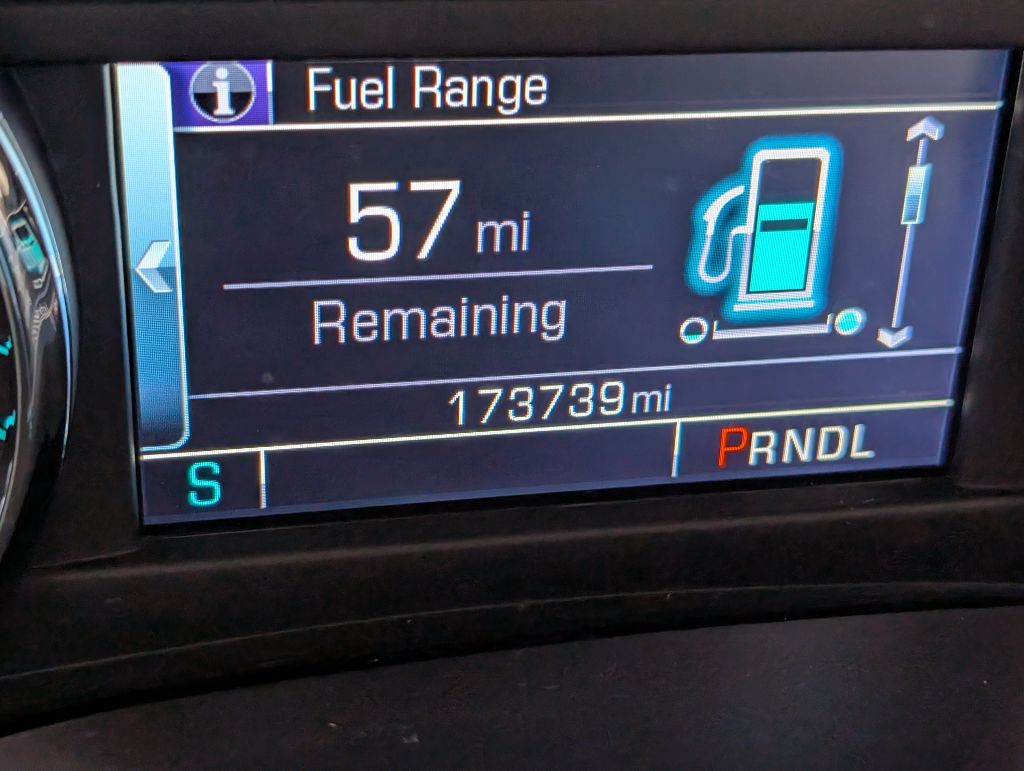 i Fuel Range
57 mi
Remaining
173739 mi
S PRNDL